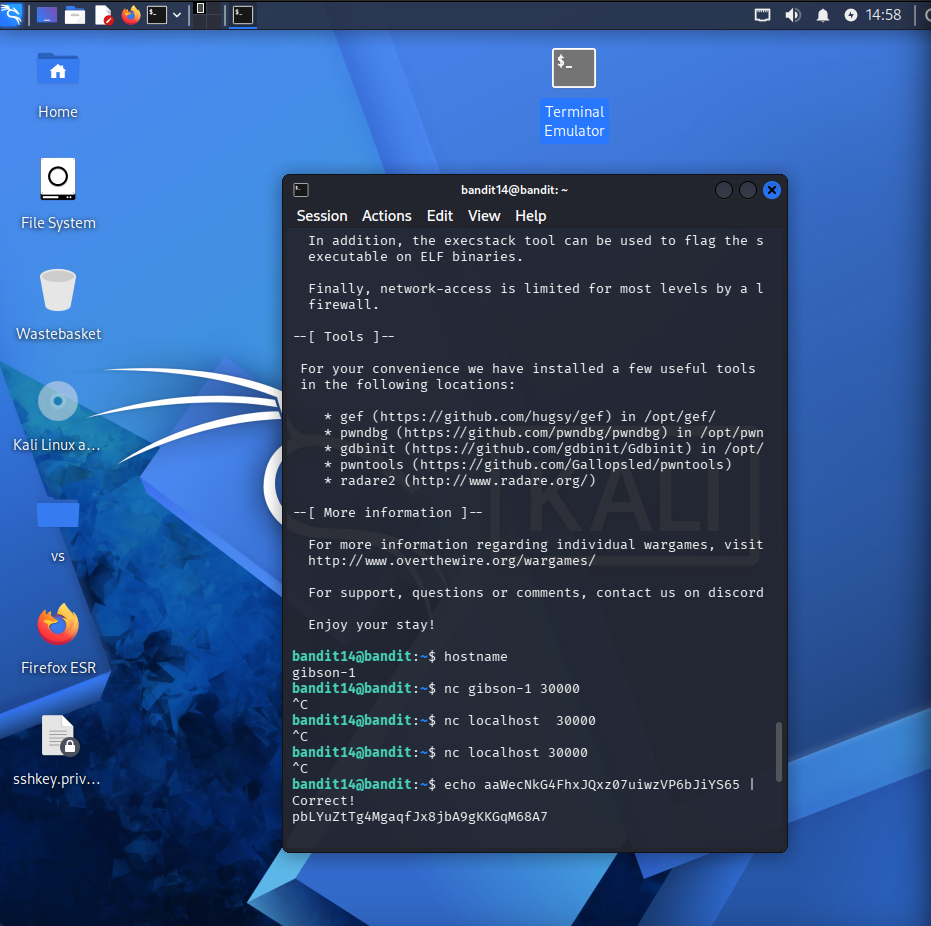 14:58
Home
Terminal
Emulator
File System
Wastebasket
Kali Linux a...
vs
Firefox ESR
sshkey.priv...
bandit14@bandit: ~
Session Actions Edit View Help
In addition, the execstack tool can be used to flag the s
executable on ELF binaries.
Finally, network-access is limited for most levels by a l
firewall.
--[ Tools ]--
For your convenience we have installed a few useful tools
in the following locations:
* gef (https://github.com/hugsy/gef) in /opt/gef/
* pwndbg (https://github.com/pwndbg/pwndbg) in /opt/pwn
* gdbinit (https://github.com/gdbinit/Gdbinit) in /opt/
* pwntools (https://github.com/Gallopsled/pwntools)
* radare2 (http://www.radare.org/)
--[ More information ]--
For more information regarding individual wargames, visit
http://www.overthewire.org/wargames/
For support, questions or comments, contact us on discord
Enjoy your stay!
bandit14@bandit:~$ hostname
gibson-1
bandit14@bandit:~$ nc gibson-1 30000
^C
bandit14@bandit:~$ nc localhost  30000
^C
bandit14@bandit:~$ nc localhost 30000
^C
bandit14@bandit:~$ echo aaWecNkG4FhxJQxz07uiwzVP6bJiYS65 |
Correct!
pbLYuZtTg4MgaqfJx8jbA9gKKGqM68A7
KALI